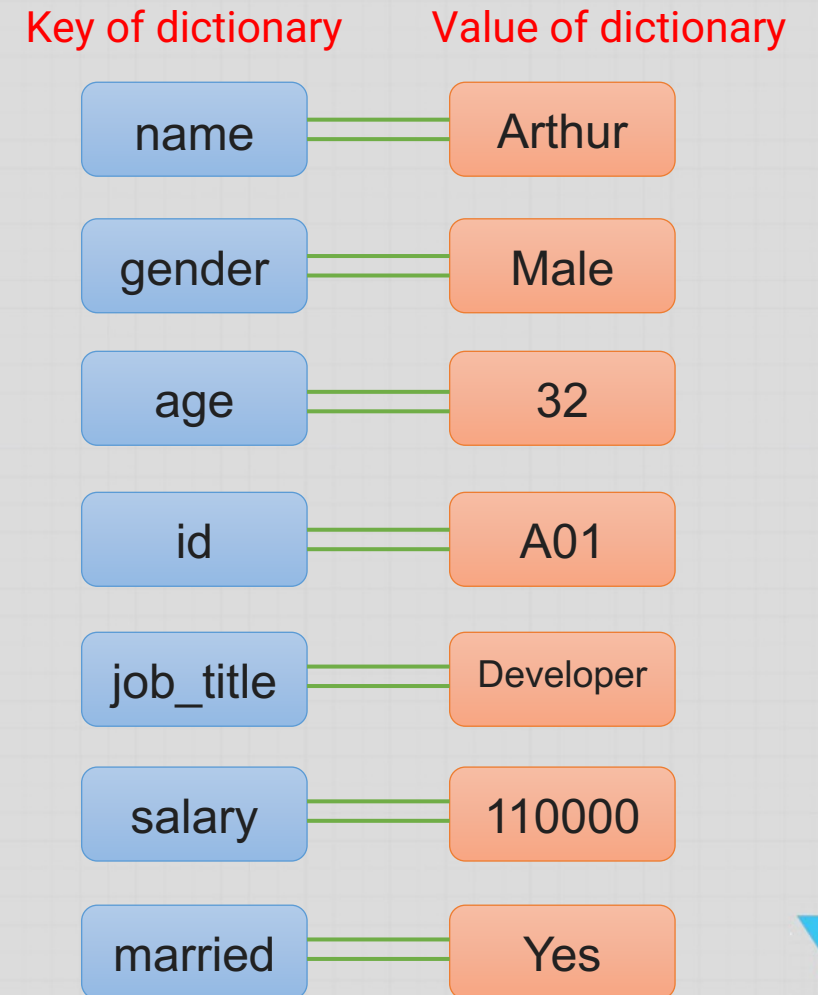 Key of dictionary Value of dictionary
name Arthur
gender Male
age 32
id A01
job_title Developer
salary 110000
married Yes